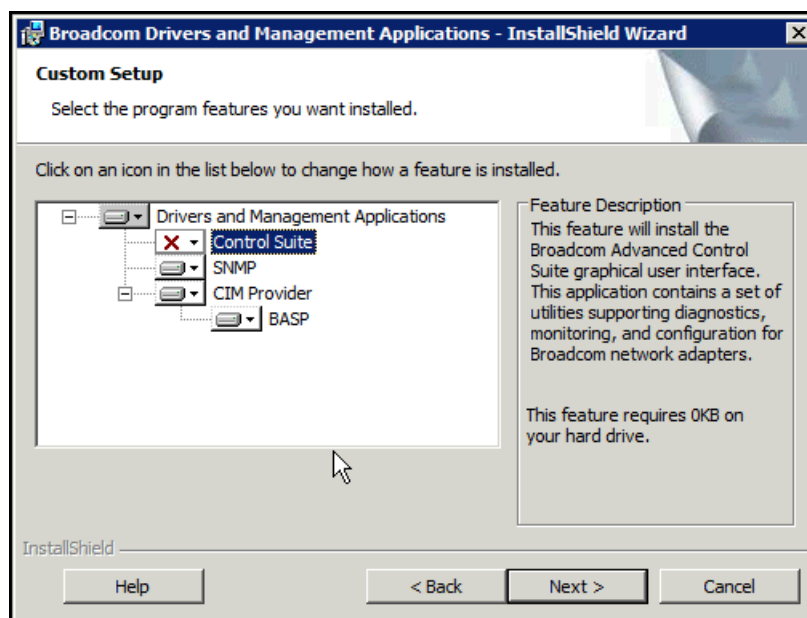 Broadcom Drivers and Management Applications - InstallShield Wizard
Custom Setup
Select the program features you want installed.
Click on an icon in the list below to change how a feature is installed.
Drivers and Management Applications
Control Suite
SNMP
CIM Provider
BASP
Feature Description
This feature will install the
Broadcom Advanced Control
Suite graphical user interface.
This application contains a set of
utilities supporting diagnostics,
monitoring, and configuration for
Broadcom network adapters.
This feature requires 0KB on
your hard drive.
InstallShield
Help
< Back
Next >
Cancel